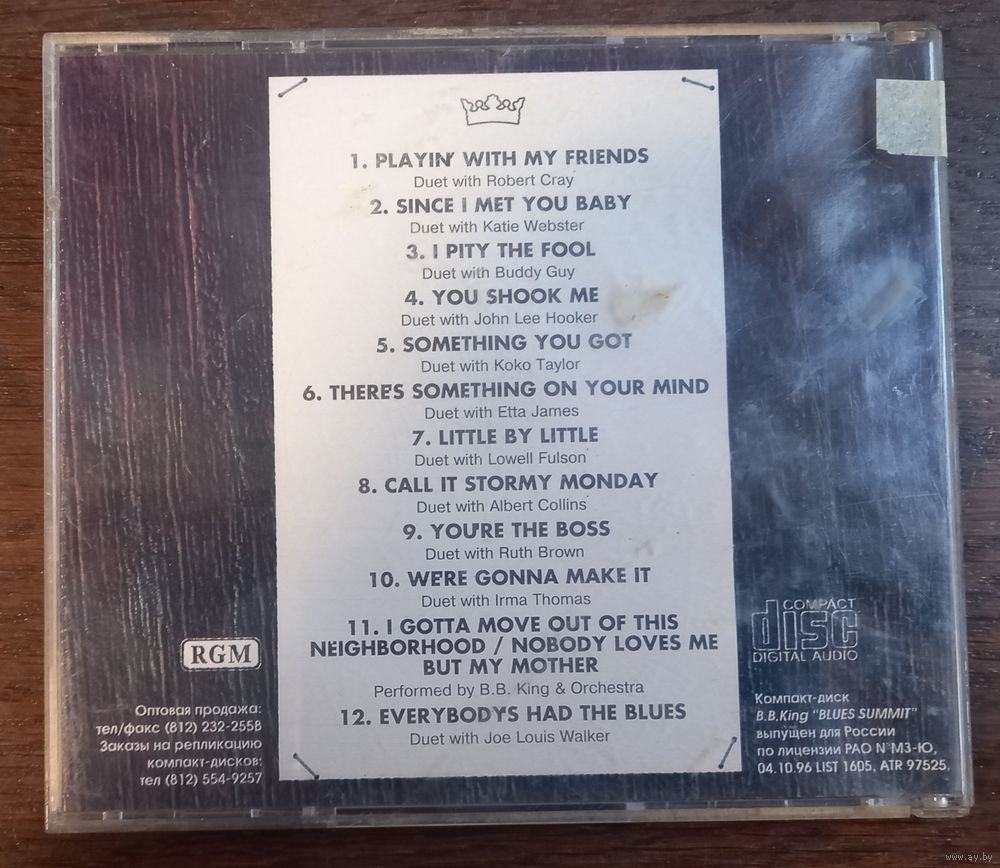 1. PLAYIN' WITH MY FRIENDS
Duet with Robert Cray
2. SINCE I MET YOU BABY
Duet with Katie Webster
3. I PITY THE FOOL
Duet with Buddy Guy
4. YOU SHOOK ME
Duet with John Lee Hooker
5. SOMETHING YOU GOT
Duet with Koko Taylor
6. THERE'S SOMETHING ON YOUR MIND
Duet with Etta James
7. LITTLE BY LITTLE
Duet with Lowell Fulson
8. CALL IT STORMY MONDAY
Duet with Albert Collins
9. YOU'RE THE BOSS
Duet with Ruth Brown
10. WE'RE GONNA MAKE IT
Duet with Irma Thomas
11. I GOTTA MOVE OUT OF THIS
NEIGHBORHOOD / NOBODY LOVES ME
BUT MY MOTHER
Performed by B.B. King & Orchestra
12. EVERYBODY'S HAD THE BLUES
Duet with Joe Louis Walker
RGM
Оптовая продажа:
тел/факс (812) 232-2558
Заказы на репликацию
компакт-дисков:
тел (812) 554-9257
COMPACT
disc
DIGITAL AUDIO
Компакт-диск
B.B.King "BLUES SUMMIT"
выпущен для России
по лицензии РАО N°МЗ-Ю,
04.10.96 LIST 1605, ATR 97525.
www.ay.by